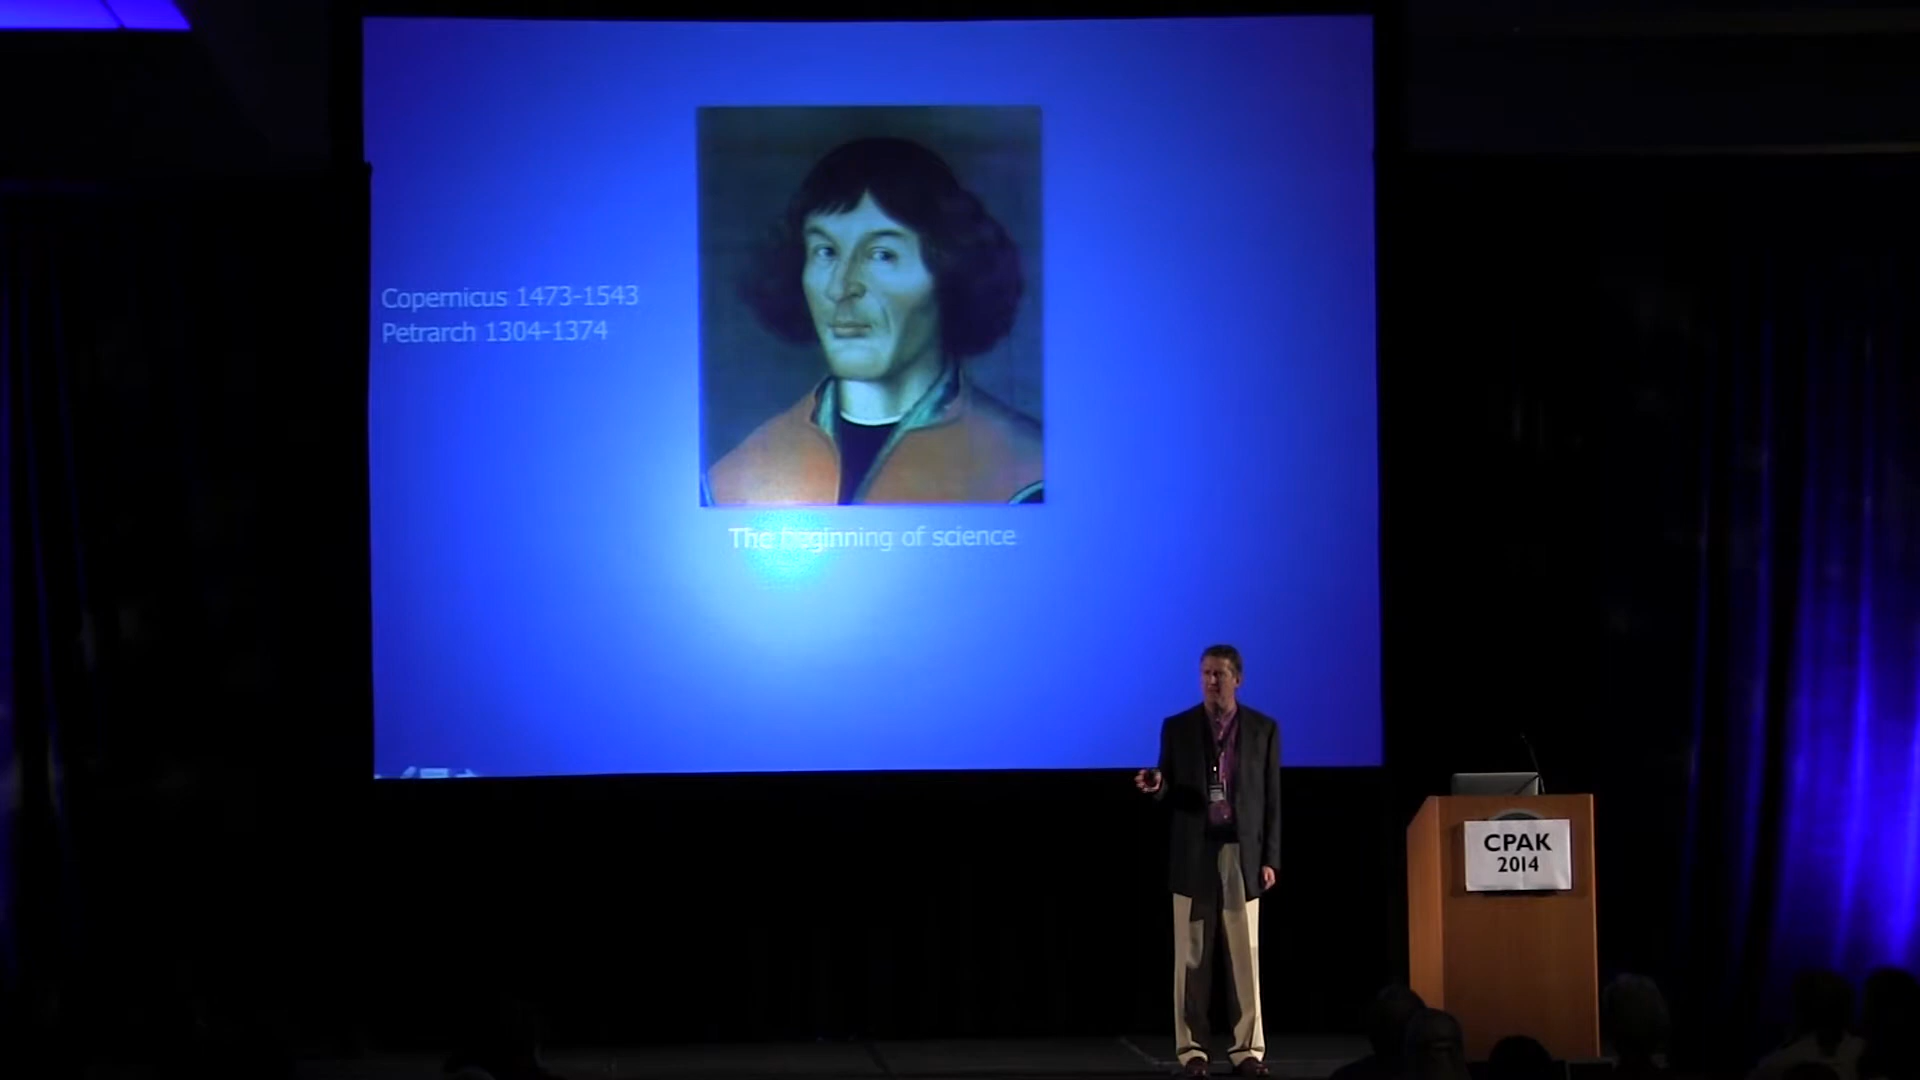 Copernicus 1473-1543
Petrarch 1304-1374
The beginning of science
CPAK
2014